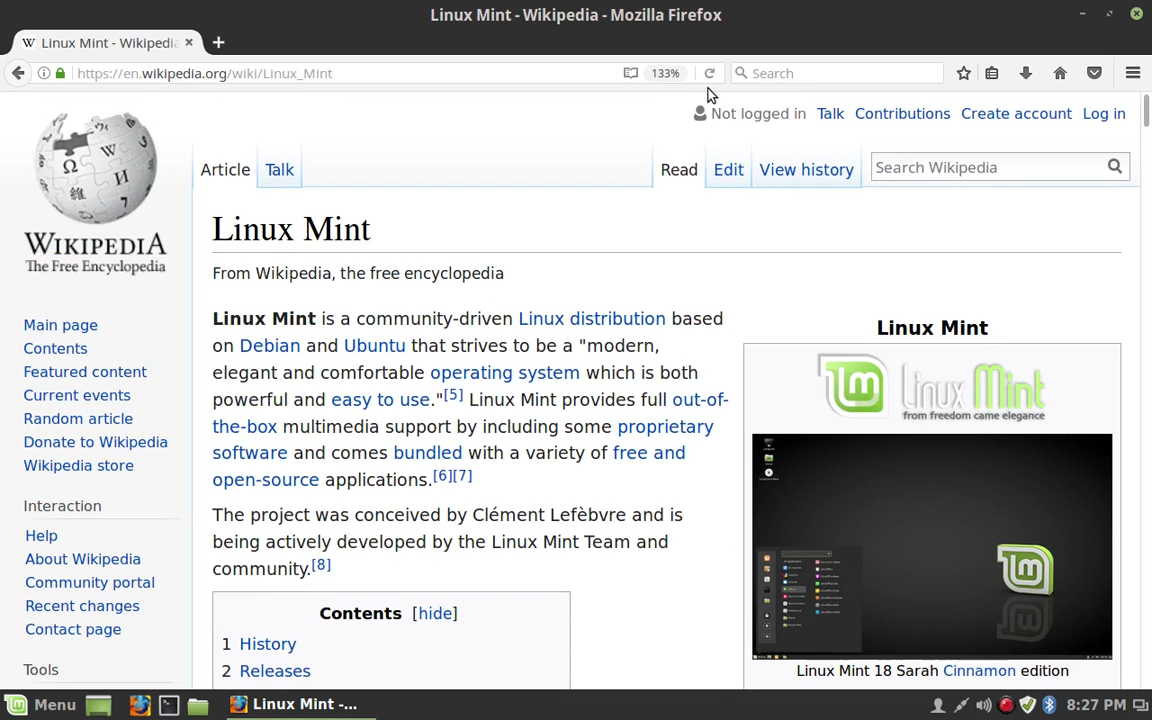 Linux Mint - Wikipedia - Mozilla Firefox
W Linux Mint - Wikipedi
https://en.wikipedia.org/wiki/Linux_Mint
133%
Search
Not logged in Talk Contributions Create account Log in
Article Talk Read Edit View history Search Wikipedia
WIKIPEDIA
The Free Encyclopedia
Main page
Contents
Featured content
Current events
Random article
Donate to Wikipedia
Wikipedia store
Interaction
Help
About Wikipedia
Community portal
Recent changes
Contact page
Tools
Linux Mint
From Wikipedia, the free encyclopedia
Linux Mint is a community-driven Linux distribution based
on Debian and Ubuntu that strives to be a "modern,
elegant and comfortable operating system which is both
powerful and easy to use."[5] Linux Mint provides full out-of-
the-box multimedia support by including some proprietary
software and comes bundled with a variety of free and
open-source applications.[6][7]
The project was conceived by Clément Lefèbvre and is
being actively developed by the Linux Mint Team and
community.[8]
Contents [hide]
1 History
2 Releases
Linux Mint
Linux Mint
from freedom came elegance
Linux Mint 18 Sarah Cinnamon edition
Menu
Linux Mint -...
8:27 PM